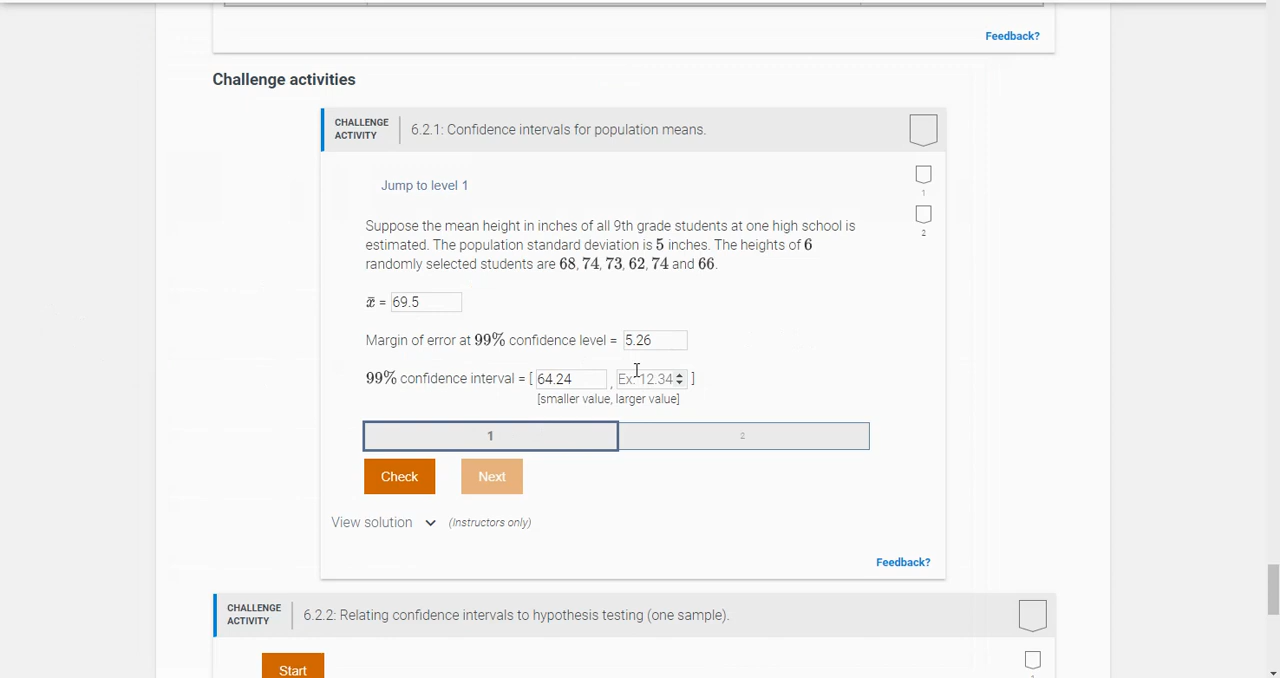 Feedback?
Challenge activities
CHALLENGE
ACTIVITY
6.2.1: Confidence intervals for population means.
Jump to level 1
1
2
Suppose the mean height in inches of all 9th grade students at one high school is
estimated. The population standard deviation is 5 inches. The heights of 6
randomly selected students are 68, 74, 73, 62, 74 and 66.
x̄ = 69.5
Margin of error at 99% confidence level = 5.26
99% confidence interval = [ 64.24 , Ex: 12.34 ]
[smaller value, larger value]
1 2
Check Next
View solution (Instructors only)
Feedback?
CHALLENGE
ACTIVITY
6.2.2: Relating confidence intervals to hypothesis testing (one sample).
Start